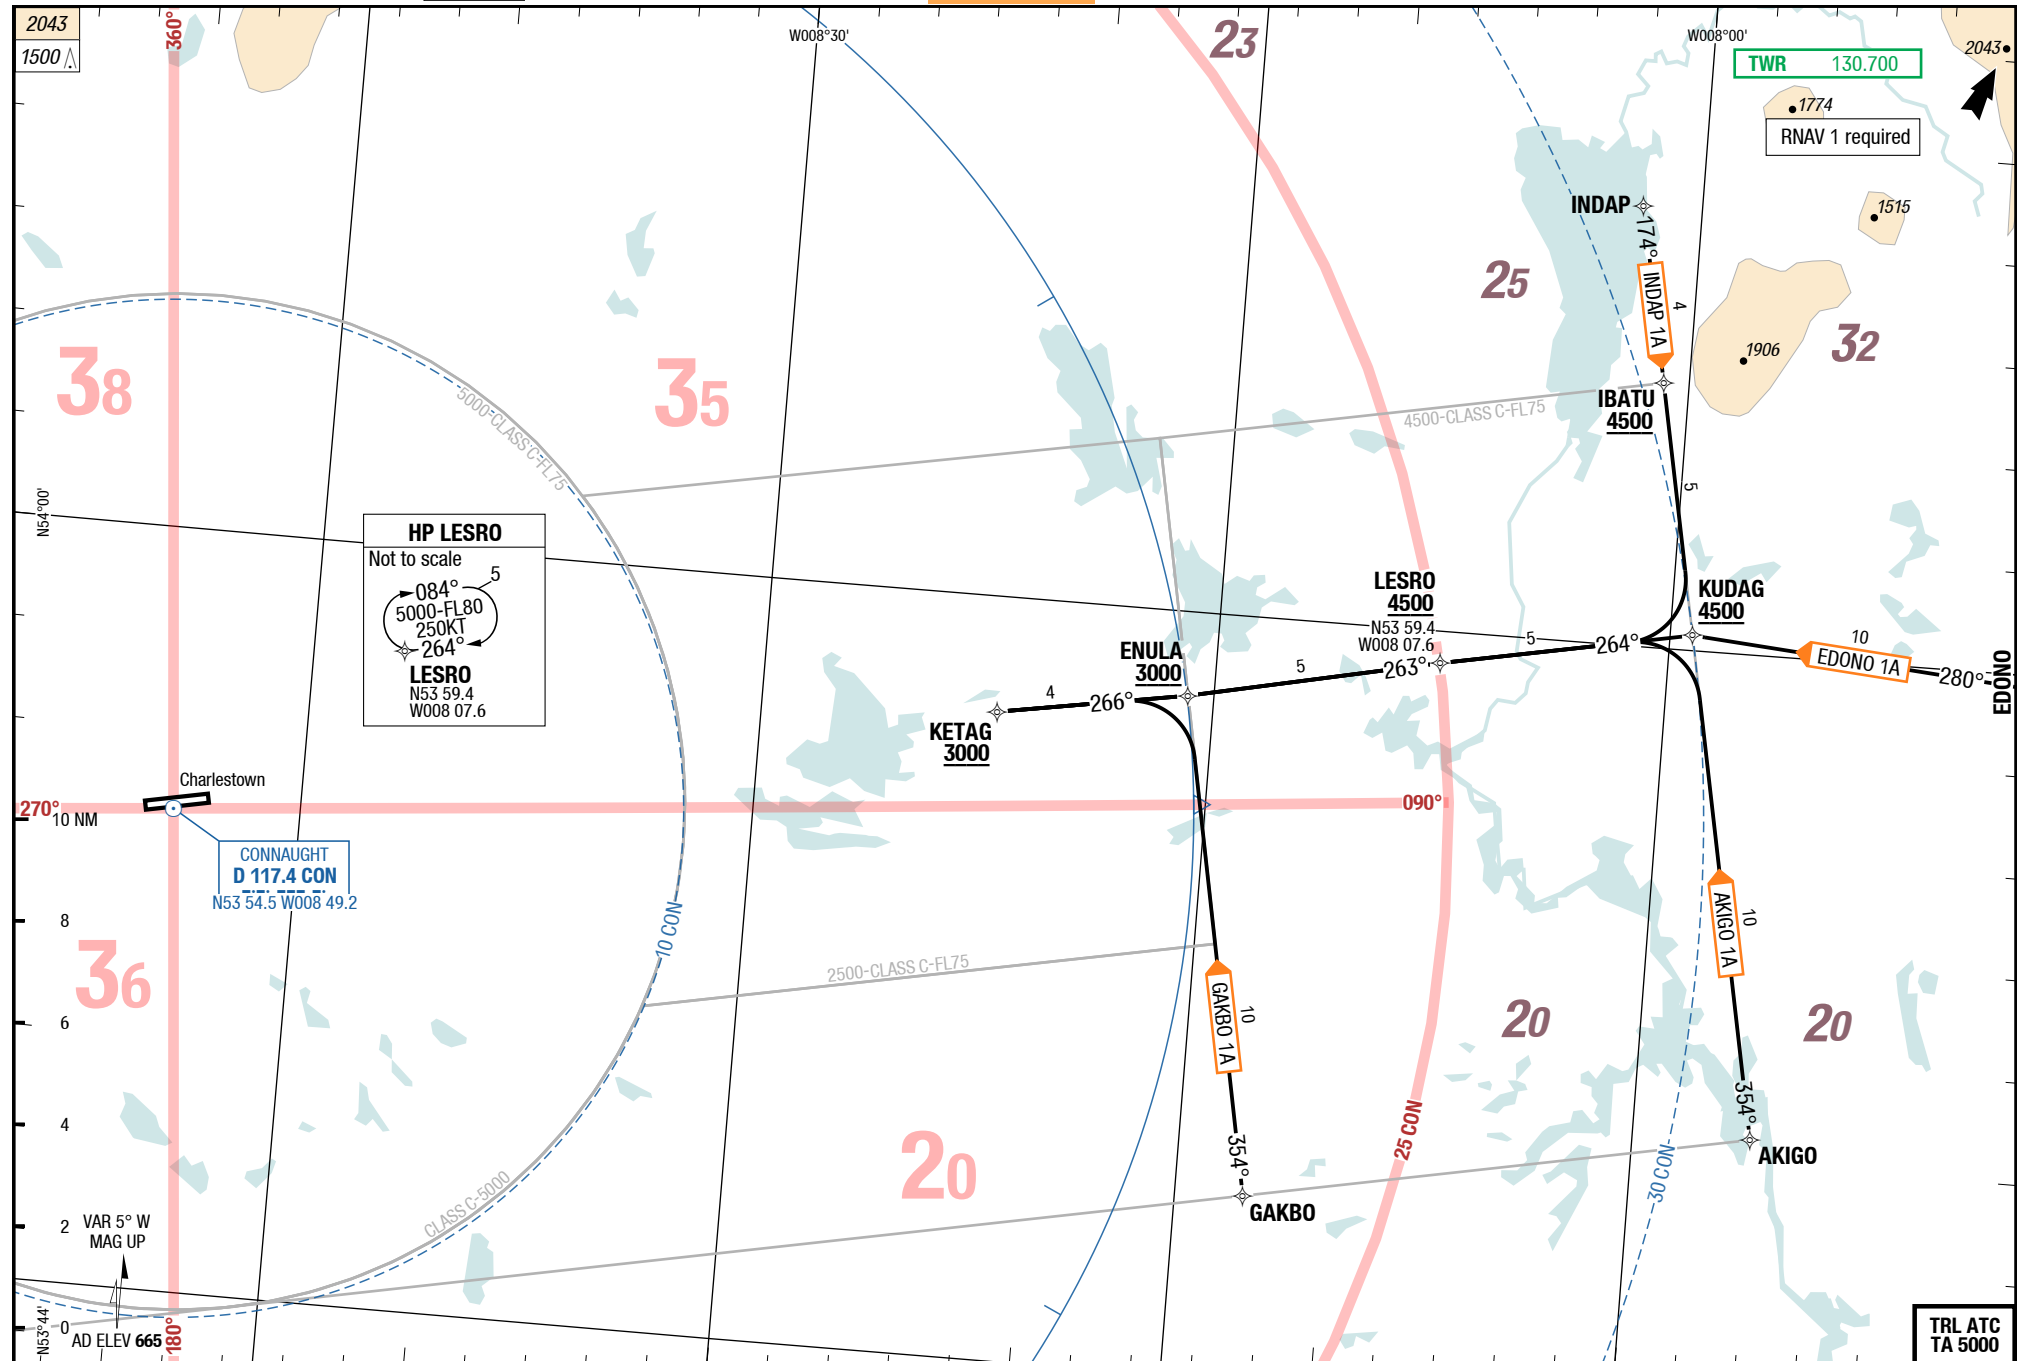 2043
1500
360°
W008°30'
23
W008°00'
TWR 130.700
2043
1774
RNAV 1 required
1515
INDAP
174°
INDAP 1A
4
25
32
1906
38
35
5000-CLASS C-FL75
4500-CLASS C-FL75
IBATU
4500
5
N54°00'
HP LESRO
Not to scale
084°
5
5000-FL80
250KT
264°
LESRO
N53 59.4
W008 07.6
LESRO
4500
N53 59.4
W008 07.6
KUDAG
4500
ENULA
3000
5
263°
5
264°
10
EDONO 1A
280°
EDONO
4
266°
KETAG
3000
Charlestown
270°
090°
10 NM
CONNAUGHT
D 117.4 CON
N53 54.5 W008 49.2
8
6
4
2
0
36
10 CON
2500-CLASS C-FL75
GAKBO 1A
10
354°
GAKBO
AKIGO 1A
10
354°
AKIGO
20
20
20
25 CON
30 CON
CLASS C-5000
VAR 5° W
MAG UP
AD ELEV 665
N53°44'
180°
TRL ATC
TA 5000